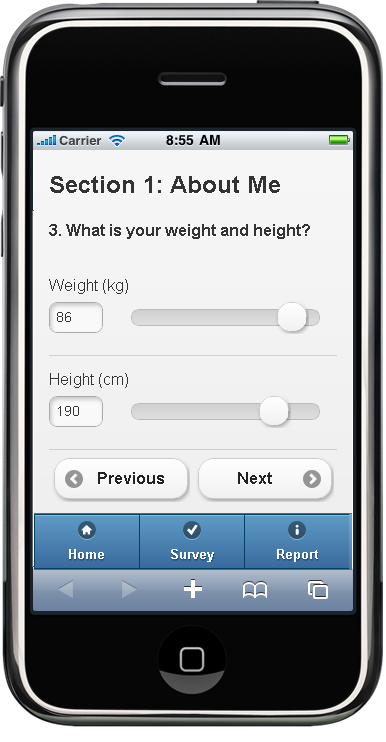 Carrier 8:55 AM
Section 1: About Me
3. What is your weight and height?
Weight (kg)
86
Height (cm)
190
Previous Next
Home Survey Report